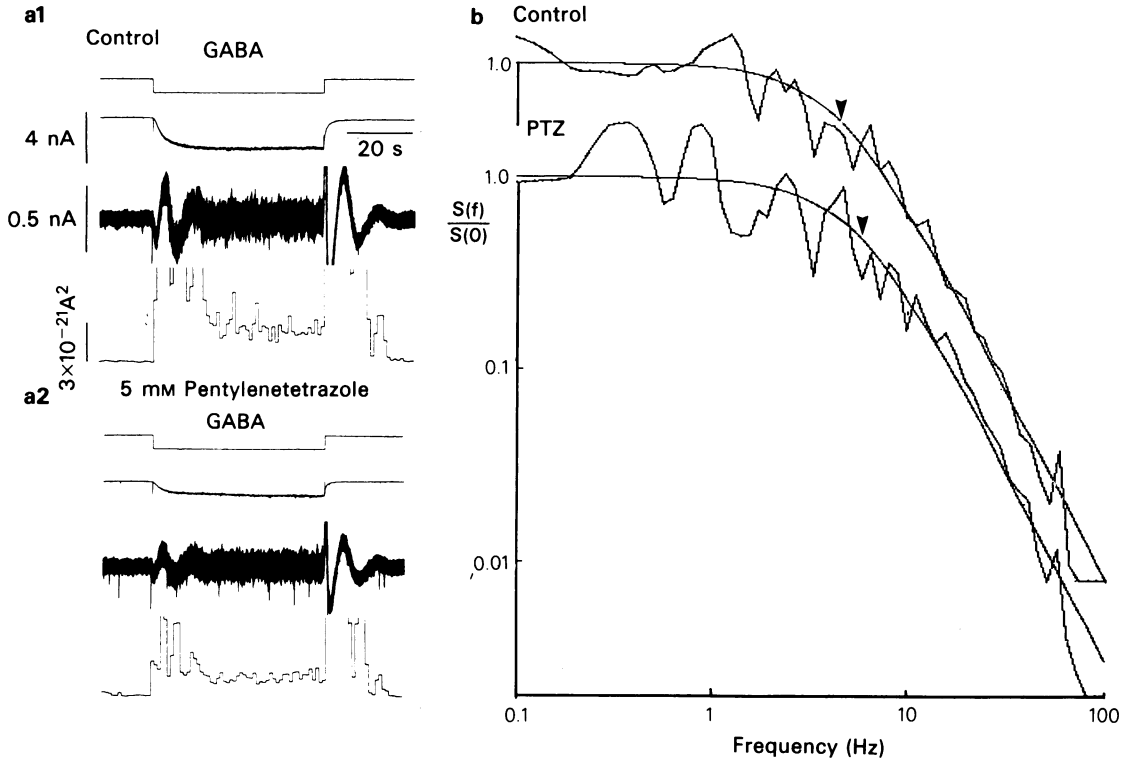 a1
Control
GABA
4 nA
20 s
0.5 nA
3×10⁻²¹A²
a2
5 mM Pentylenetetrazole
GABA
b
Control
1.0
PTZ
1.0
S(f)
S(0)
0.1
0.01
0.1
1
10
100
Frequency (Hz)